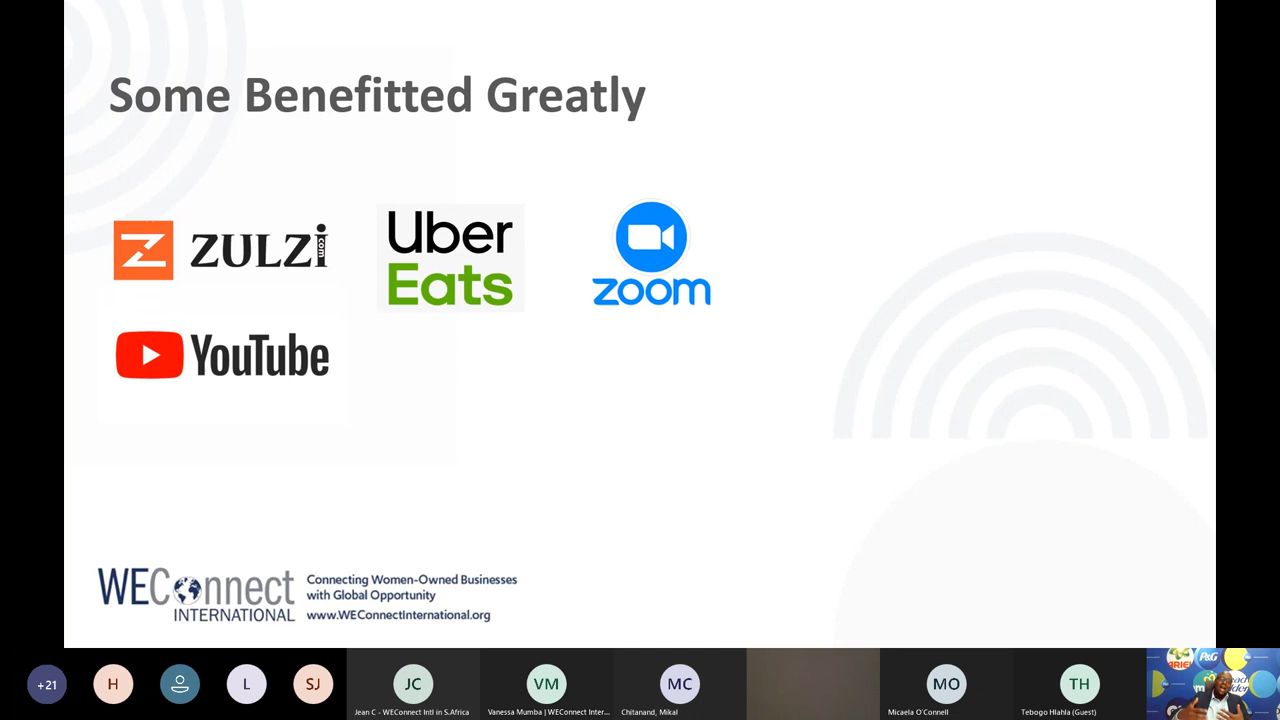 Some Benefitted Greatly
Z ZULZi.com
Uber
Eats
zoom
YouTube
WEConnect
INTERNATIONAL
Connecting Women-Owned Businesses
with Global Opportunity
www.WEConnectInternational.org
+21
H
L
SJ
JC
Jean C - WEConnect Intl in S.Africa
VM
Vanessa Mumba | WEConnect Inter...
MC
Chitanand, Mikal
MO
Micaela O'Connell
TH
Tebogo Hlahla (Guest)
ARIEL
P&G